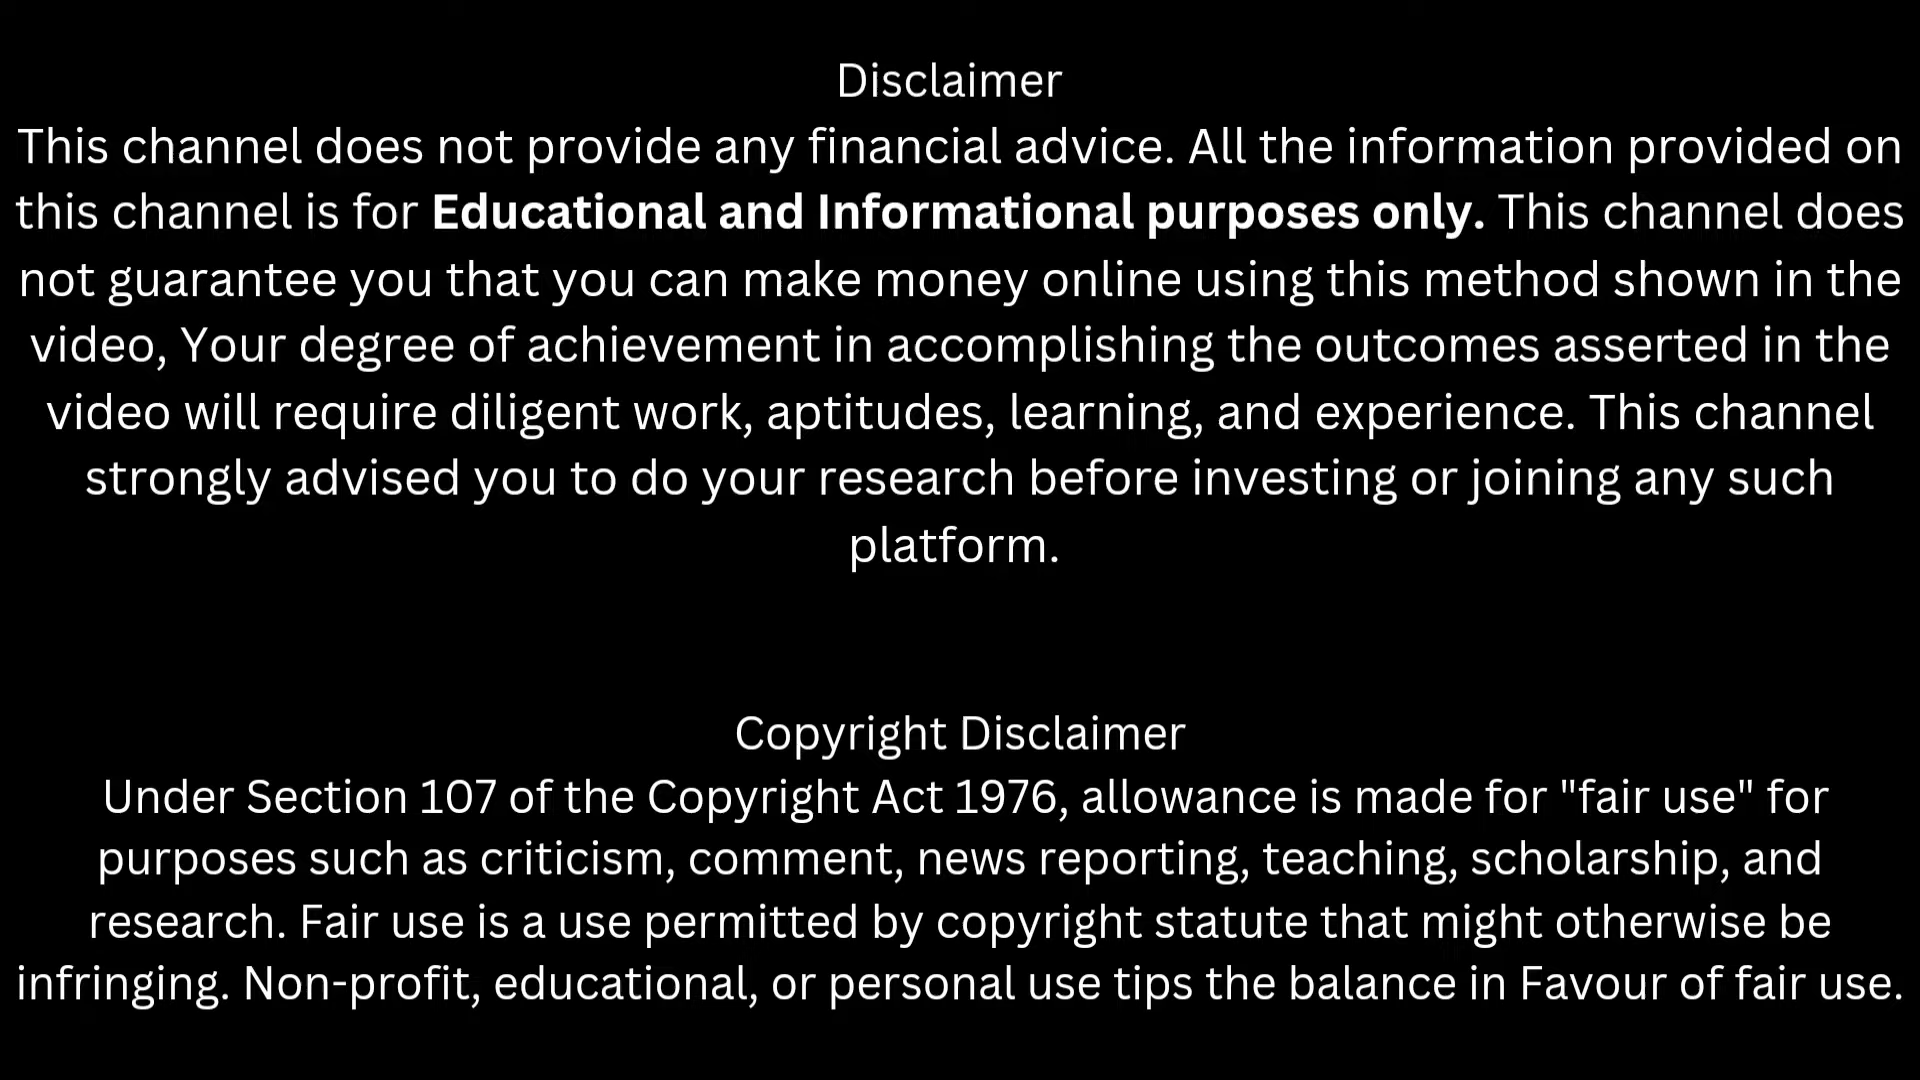 Disclaimer
This channel does not provide any financial advice. All the information provided on
this channel is for Educational and Informational purposes only. This channel does
not guarantee you that you can make money online using this method shown in the
video, Your degree of achievement in accomplishing the outcomes asserted in the
video will require diligent work, aptitudes, learning, and experience. This channel
strongly advised you to do your research before investing or joining any such
platform.
Copyright Disclaimer
Under Section 107 of the Copyright Act 1976, allowance is made for "fair use" for
purposes such as criticism, comment, news reporting, teaching, scholarship, and
research. Fair use is a use permitted by copyright statute that might otherwise be
infringing. Non-profit, educational, or personal use tips the balance in Favour of fair use.